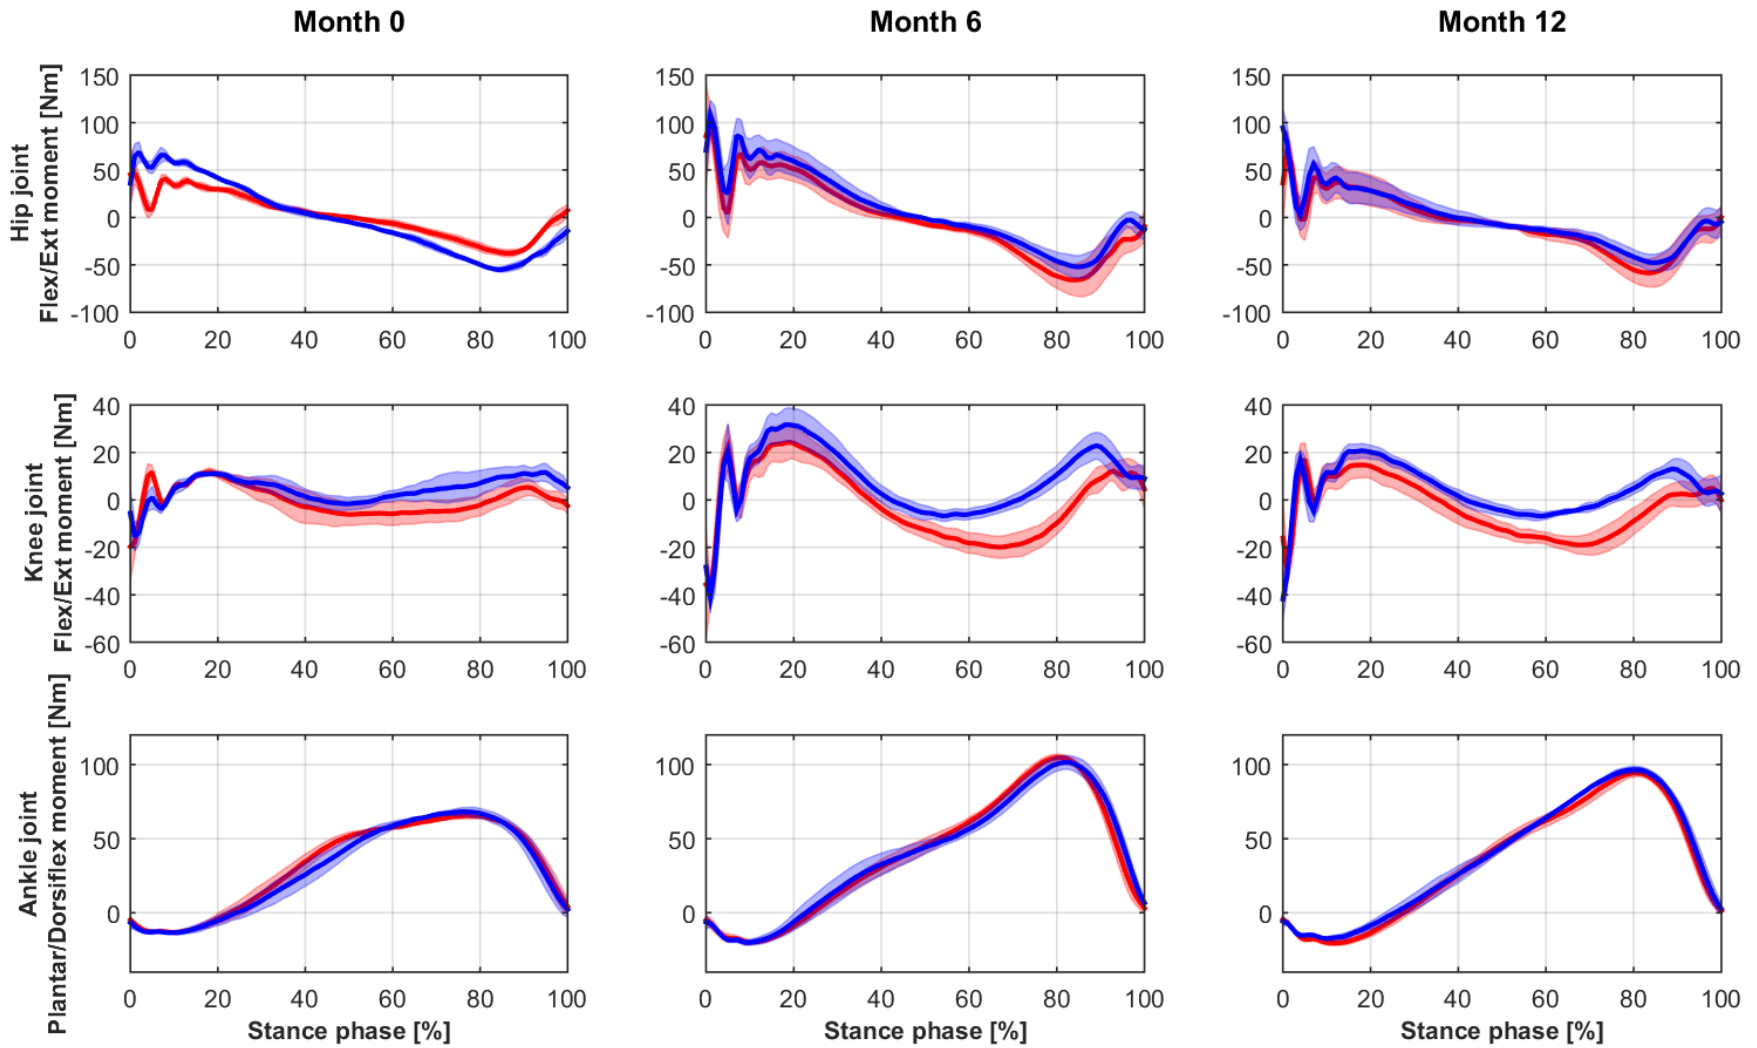 Month 0
Month 6
Month 12
Hip joint
Flex/Ext moment [Nm]
150
100
50
0
-50
-100
0 20 40 60 80 100
150
100
50
0
-50
-100
0 20 40 60 80 100
150
100
50
0
-50
-100
0 20 40 60 80 100
Knee joint
Flex/Ext moment [Nm]
40
20
0
-20
-40
-60
0 20 40 60 80 100
40
20
0
-20
-40
-60
0 20 40 60 80 100
40
20
0
-20
-40
-60
0 20 40 60 80 100
Ankle joint
Plantar/Dorsiflex moment [Nm]
100
50
0
0 20 40 60 80 100
Stance phase [%]
100
50
0
0 20 40 60 80 100
Stance phase [%]
100
50
0
0 20 40 60 80 100
Stance phase [%]